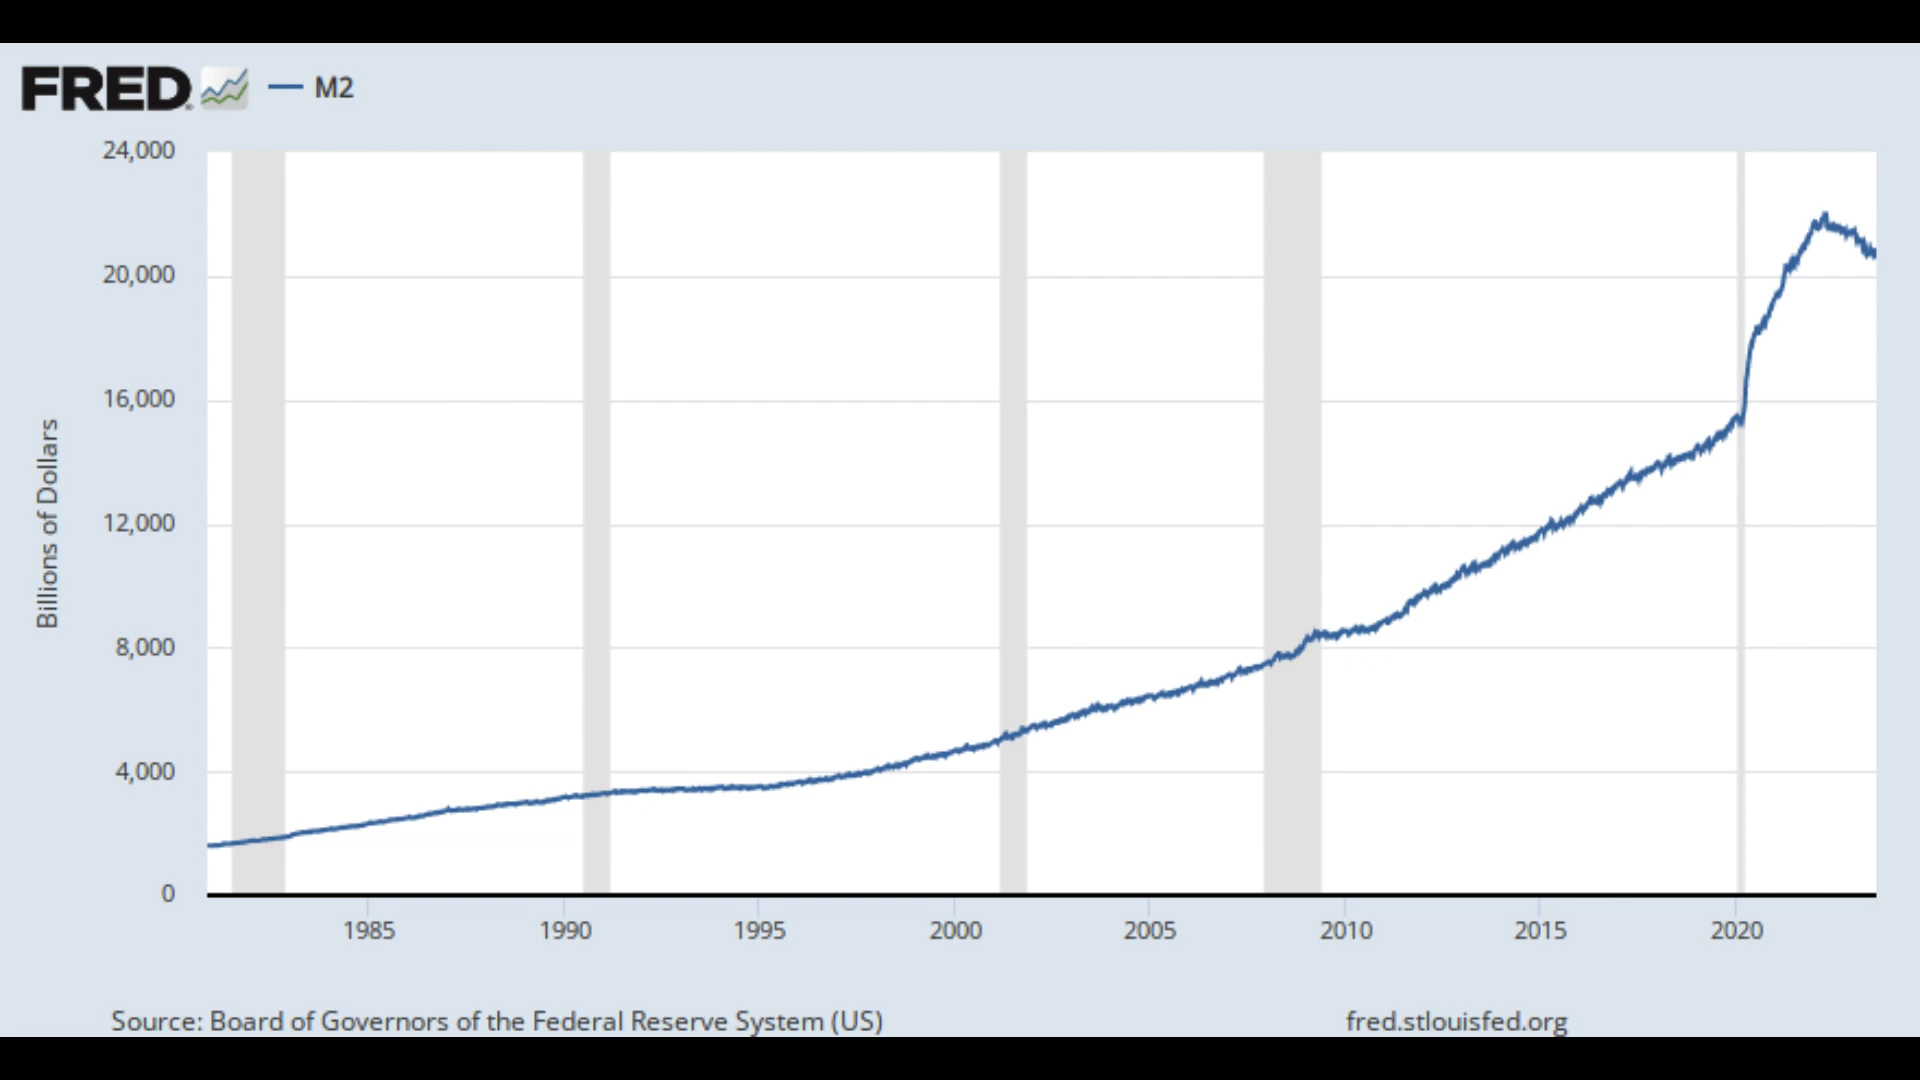 FRED M2
24,000
20,000
16,000
12,000
8,000
4,000
0
Billions of Dollars
1985 1990 1995 2000 2005 2010 2015 2020
Source: Board of Governors of the Federal Reserve System (US) fred.stlouisfed.org